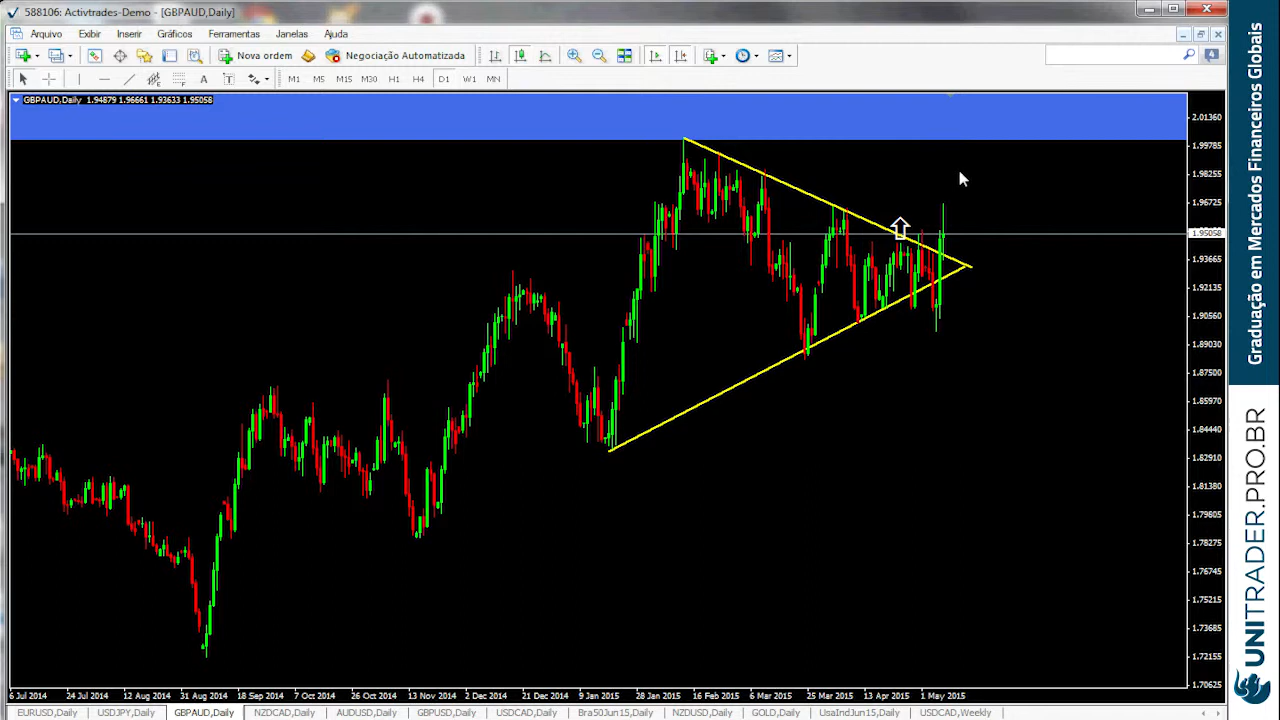 588106: Activtrades-Demo - [GBPAUD,Daily]
Arquivo Exibir Inserir Gráficos Ferramentas Janelas Ajuda
Nova ordem Negociação Automatizada
A T M1 M5 M15 M30 H1 H4 D1 W1 MN
GBPAUD,Daily 1.94879 1.96661 1.93633 1.95058
2.01360
1.99785
1.98255
1.96725
1.95058
1.93665
1.92135
1.90560
1.89030
1.87500
1.85970
1.84440
1.82910
1.81380
1.79805
1.78275
1.76745
1.75215
1.73685
1.72155
1.70625
6 Jul 2014 24 Jul 2014 12 Aug 2014 31 Aug 2014 18 Sep 2014 7 Oct 2014 26 Oct 2014 13 Nov 2014 2 Dec 2014 21 Dec 2014 9 Jan 2015 28 Jan 2015 16 Feb 2015 6 Mar 2015 25 Mar 2015 13 Apr 2015 1 May 2015
EURUSD,Daily USDJPY,Daily GBPAUD,Daily NZDCAD,Daily AUDUSD,Daily GBPUSD,Daily USDCAD,Daily Bra50Jun15,Daily NZDUSD,Daily GOLD,Daily UsaIndJun15,Daily USDCAD,Weekly
Graduação em Mercados Financeiros Globais
UNITRADER.PRO.BR